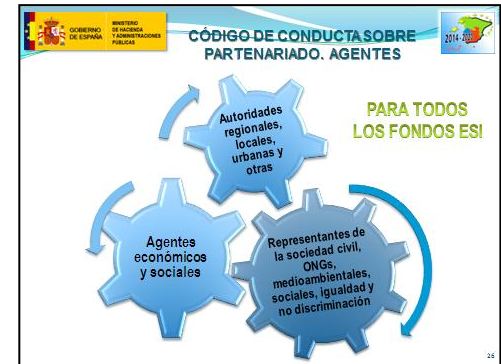 GOBIERNO
DE ESPAÑA
MINISTERIO
DE HACIENDA
Y ADMINISTRACIONES
PÚBLICAS
CÓDIGO DE CONDUCTA SOBRE
PARTENARIADO. AGENTES
2014-2020
PARA TODOS
LOS FONDOS ESI
Autoridades
regionales,
locales,
urbanas y
otras
Agentes
económicos
y sociales
Representantes de
la sociedad civil,
ONGs,
medioambientales,
sociales, igualdad y
no discriminación
26